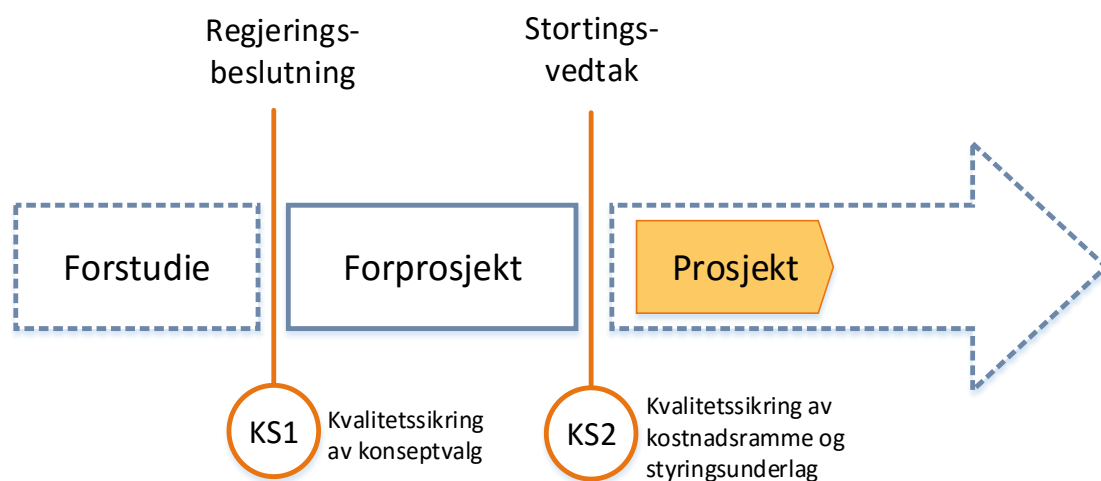 Regjerings-
beslutning
Stortings-
vedtak
Forstudie
Forprosjekt
Prosjekt
KS1
Kvalitetssikring
av konseptvalg
KS2
Kvalitetssikring av
kostnadsramme og
styringsunderlag